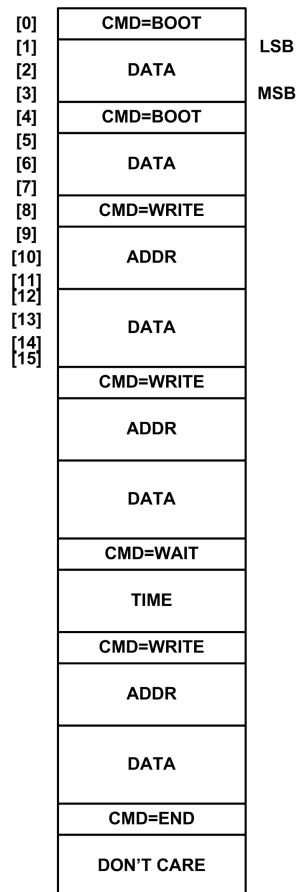 [0] CMD=BOOT
[1] LSB
[2] DATA
[3] MSB
[4] CMD=BOOT
[5]
[6] DATA
[7]
[8] CMD=WRITE
[9]
[10] ADDR
[11]
[12]
[13] DATA
[14]
[15]
CMD=WRITE
ADDR
DATA
CMD=WAIT
TIME
CMD=WRITE
ADDR
DATA
CMD=END
DON'T CARE